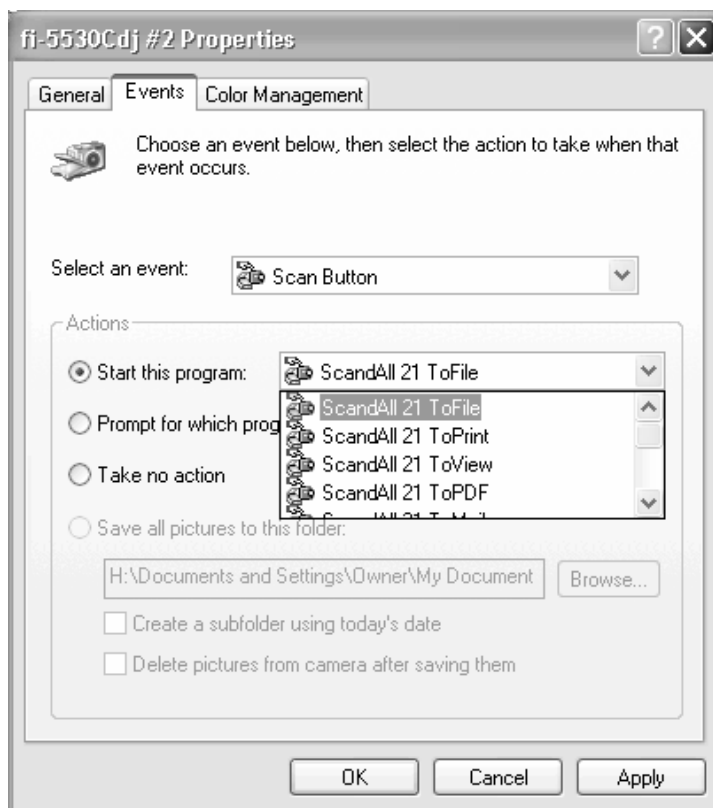 fi-5530Cdj #2 Properties
General Events Color Management
Choose an event below, then select the action to take when that
event occurs.
Select an event: Scan Button
Actions
Start this program: ScandAll 21 ToFile
ScandAll 21 ToFile
Prompt for which prog
ScandAll 21 ToPrint
ScandAll 21 ToView
Take no action
ScandAll 21 ToPDF
Save all pictures to this folder:
H:\Documents and Settings\Owner\My Document Browse...
Create a subfolder using today's date
Delete pictures from camera after saving them
OK Cancel Apply